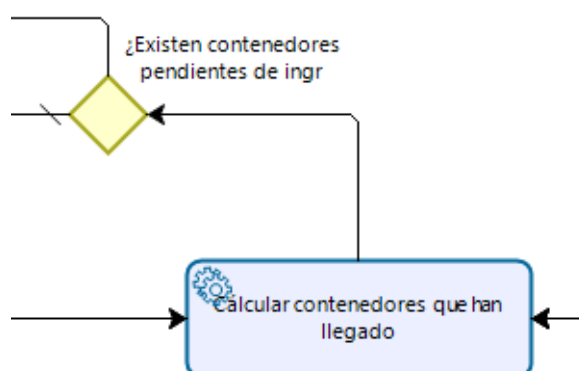 ¿Existen contenedores
pendientes de ingr
Calcular contenedores que han
llegado